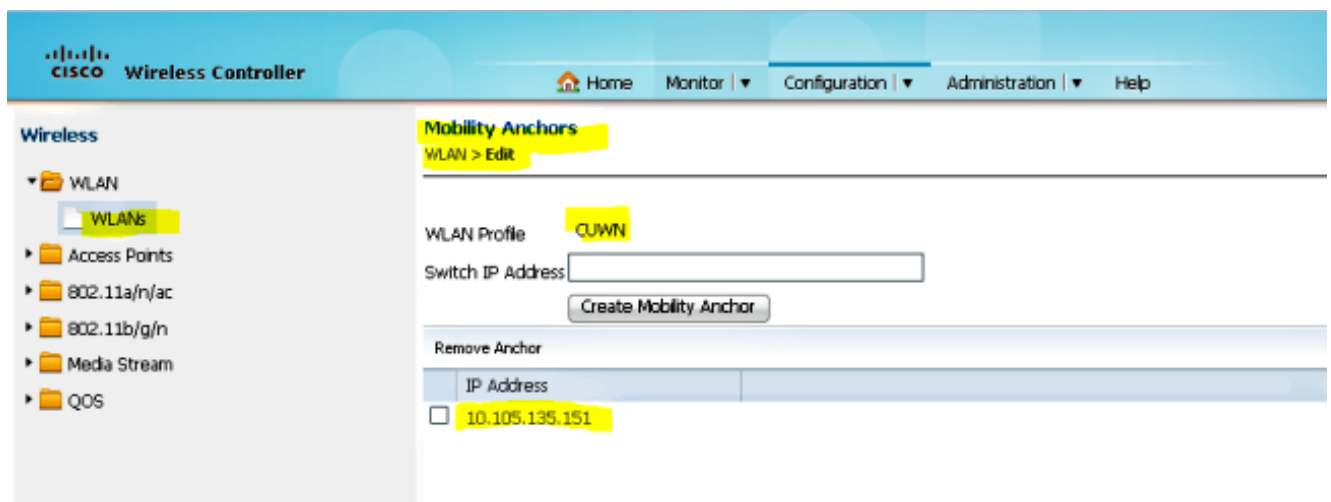 CISCO Wireless Controller
Home Monitor Configuration Administration Help
Wireless
WLAN
WLANs
Access Points
802.11a/n/ac
802.11b/g/n
Media Stream
QOS
Mobility Anchors
WLAN > Edit
WLAN Profile CUWN
Switch IP Address
Create Mobility Anchor
Remove Anchor
IP Address
10.105.135.151